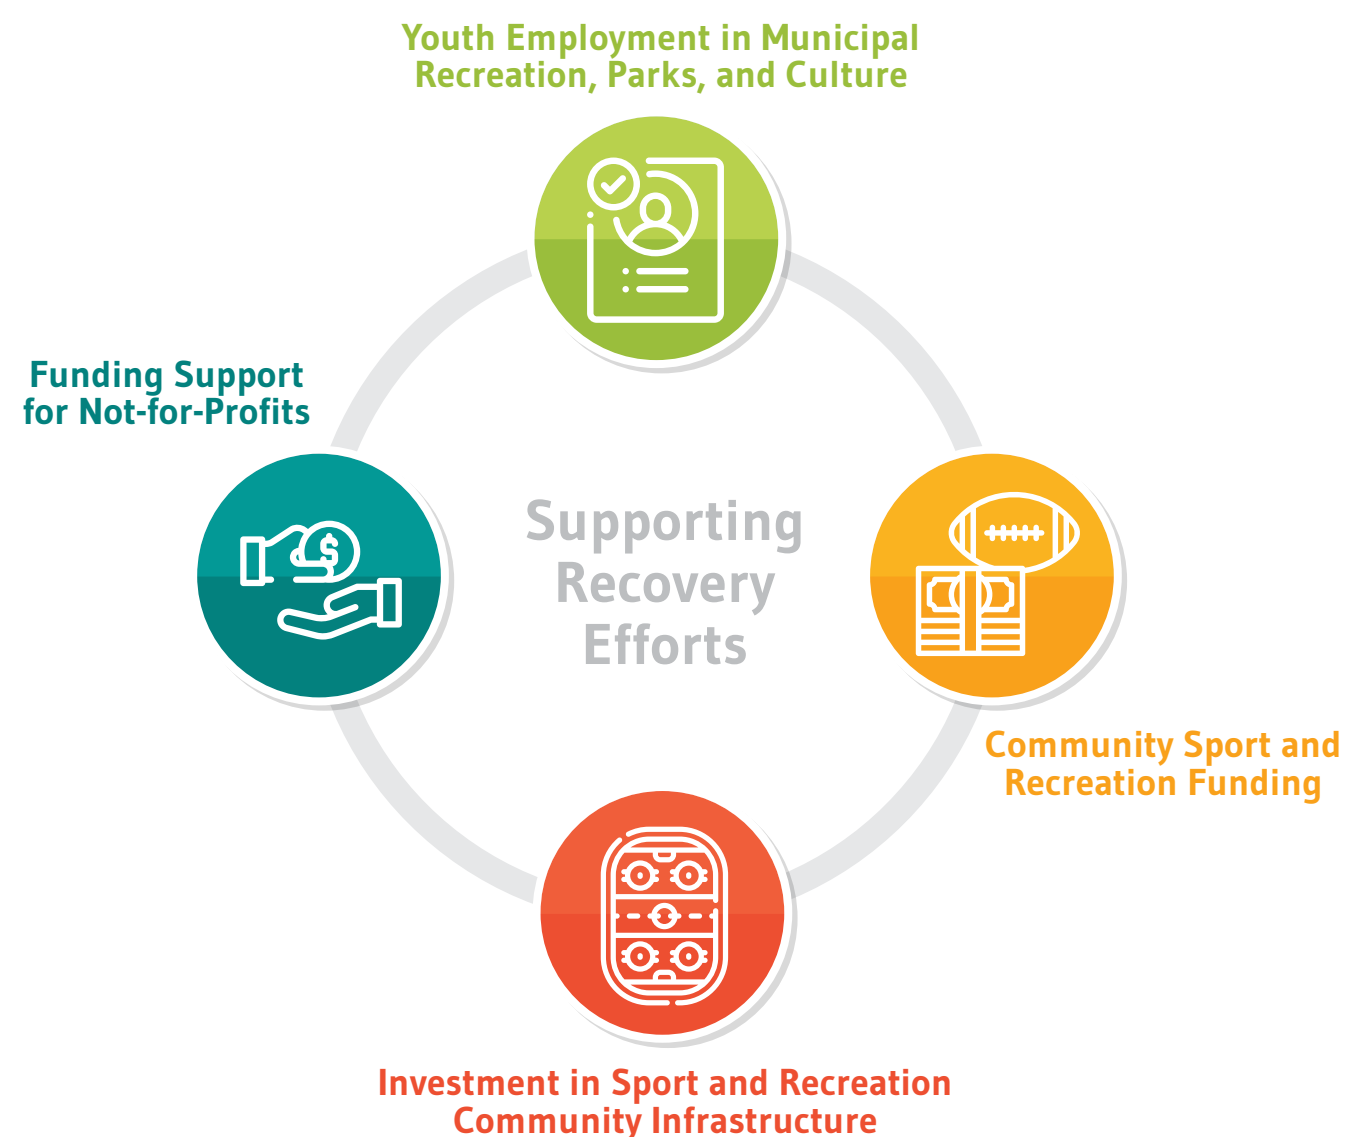 Youth Employment in Municipal
Recreation, Parks, and Culture
Funding Support
for Not-for-Profits
$
Supporting
Recovery
Efforts
Community Sport and
Recreation Funding
Investment in Sport and Recreation
Community Infrastructure